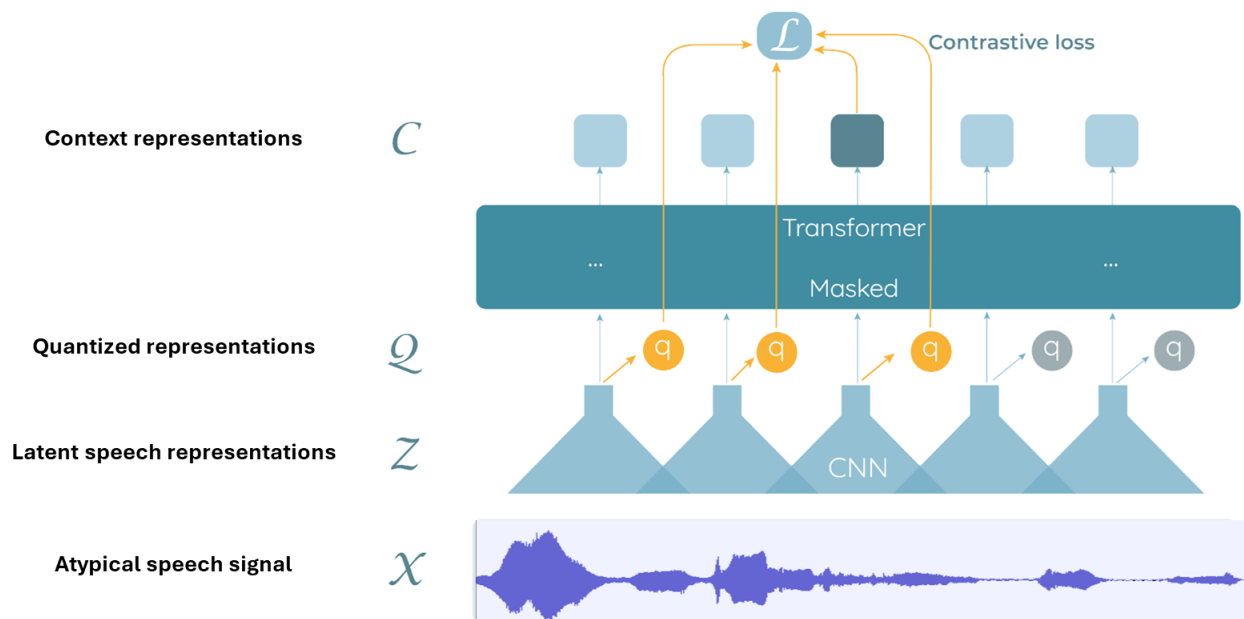 ℒ
Contrastive loss
Context representations
C
Transformer
... ...
Masked
Quantized representations
𝒬
q q q q q
Latent speech representations
Z
CNN
Atypical speech signal
X